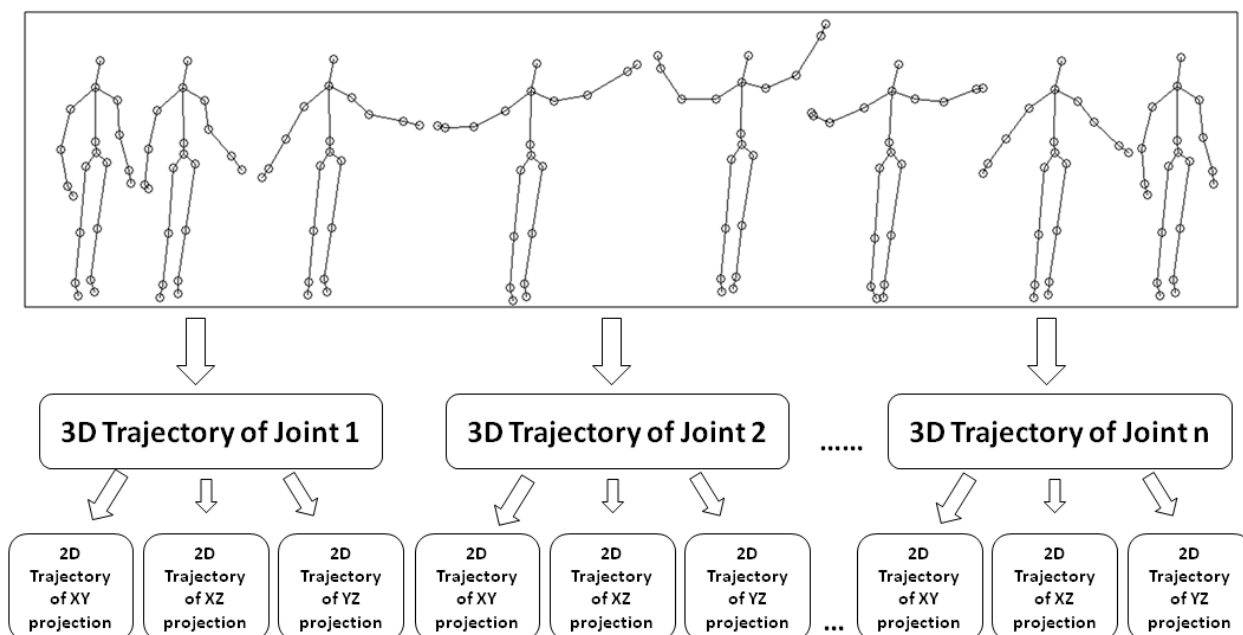 3D Trajectory of Joint 1
3D Trajectory of Joint 2
......
3D Trajectory of Joint n
2D
Trajectory
of XY
projection
2D
Trajectory
of XZ
projection
2D
Trajectory
of YZ
projection
2D
Trajectory
of XY
projection
2D
Trajectory
of XZ
projection
2D
Trajectory
of YZ
projection
...
2D
Trajectory
of XY
projection
2D
Trajectory
of XZ
projection
2D
Trajectory
of YZ
projection